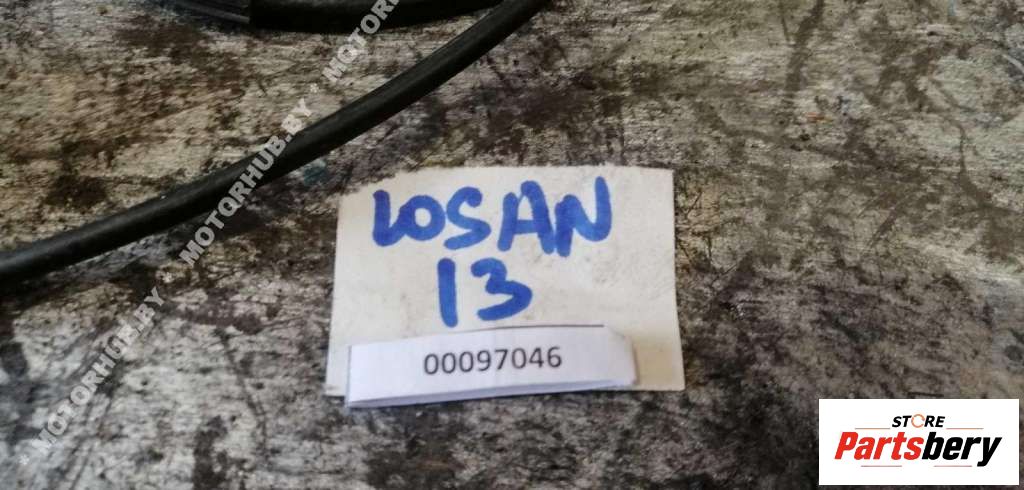 * MOTORHUB.BY * MOTORHUB.BY * MOTORHUB.BY
LOSAN
13
00097046
STORE
Partsbery